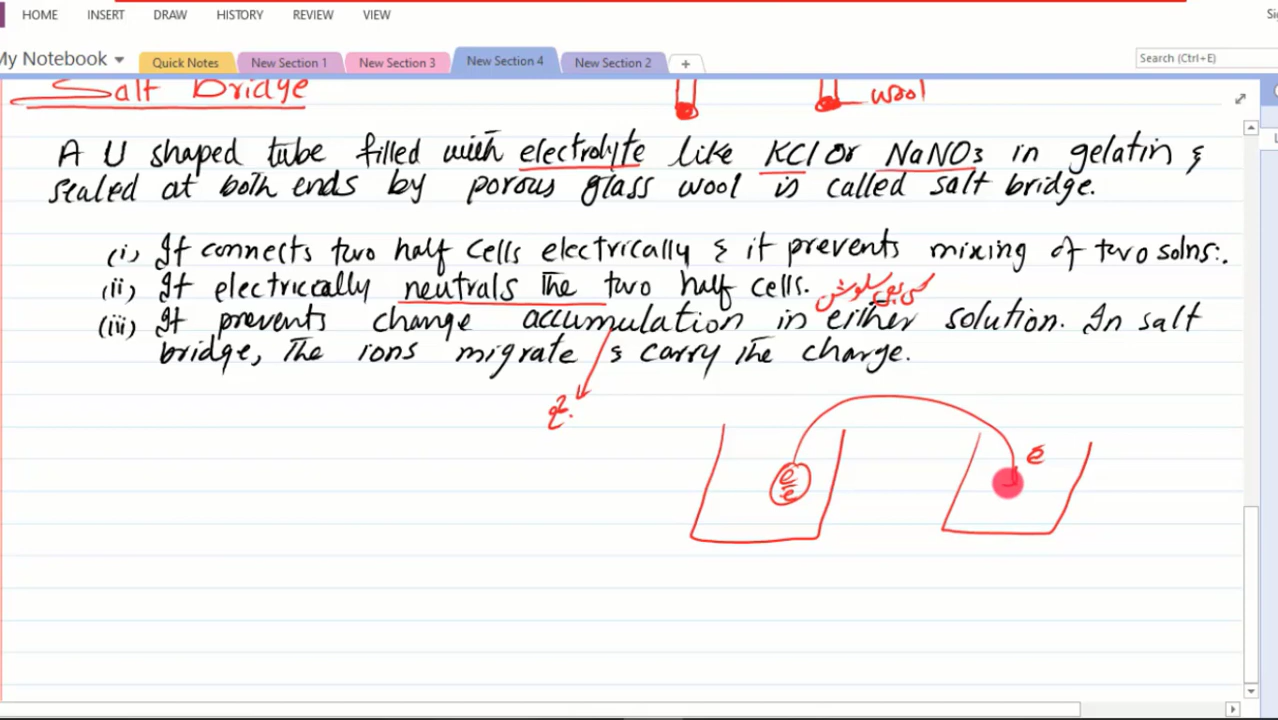 HOME INSERT DRAW HISTORY REVIEW VIEW
My Notebook Quick Notes New Section 1 New Section 3 New Section 4 New Section 2 +
Search (Ctrl+E)
Salt Bridge
wool
A U shaped tube filled with electrolyte like KCl or NaNO3 in gelatin &
sealed at both ends by porous glass wool is called salt bridge.
(i) It connects two half cells electrically & it prevents mixing of two solns:.
(ii) It electrically neutrals the two half cells.
کسی بھی سلوشن
(iii) It prevents change accumulation in either solution. In salt
bridge, the ions migrate & carry the charge.
e
e
e